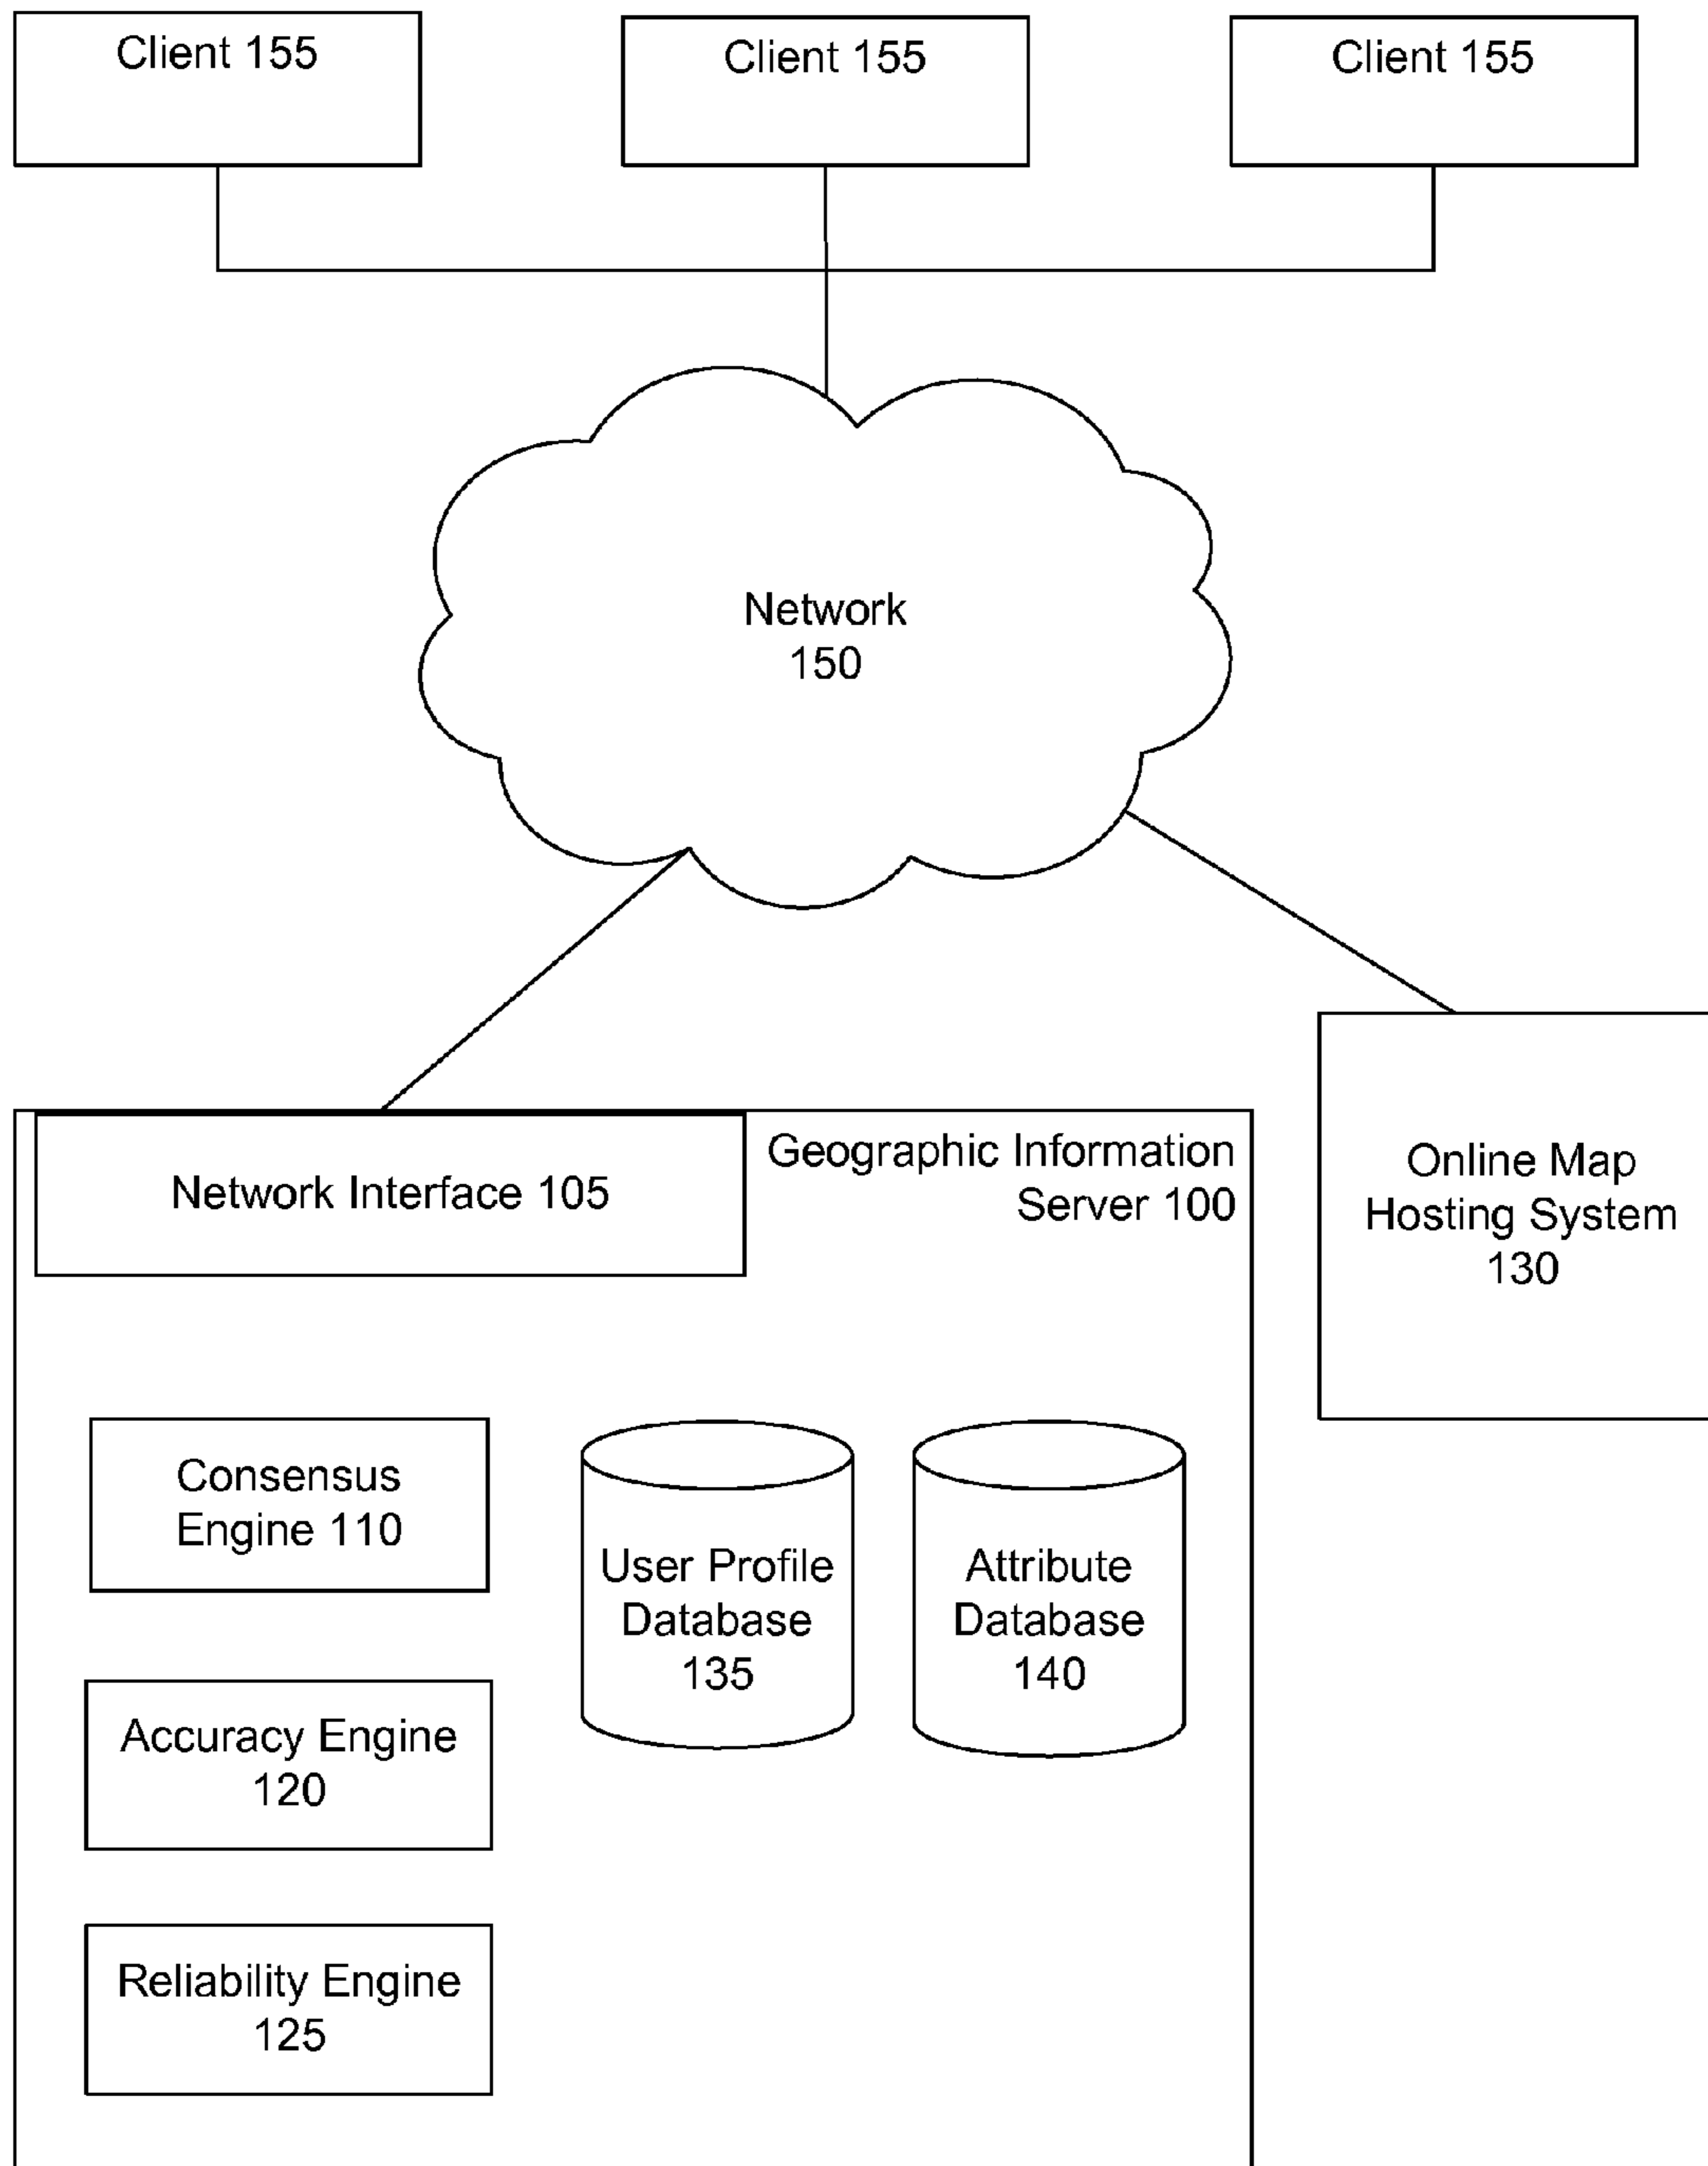 Client 155
Client 155
Client 155
Network
150
Network Interface 105
Geographic Information
Server 100
Online Map
Hosting System
130
Consensus
Engine 110
User Profile
Database
135
Attribute
Database
140
Accuracy Engine
120
Reliability Engine
125